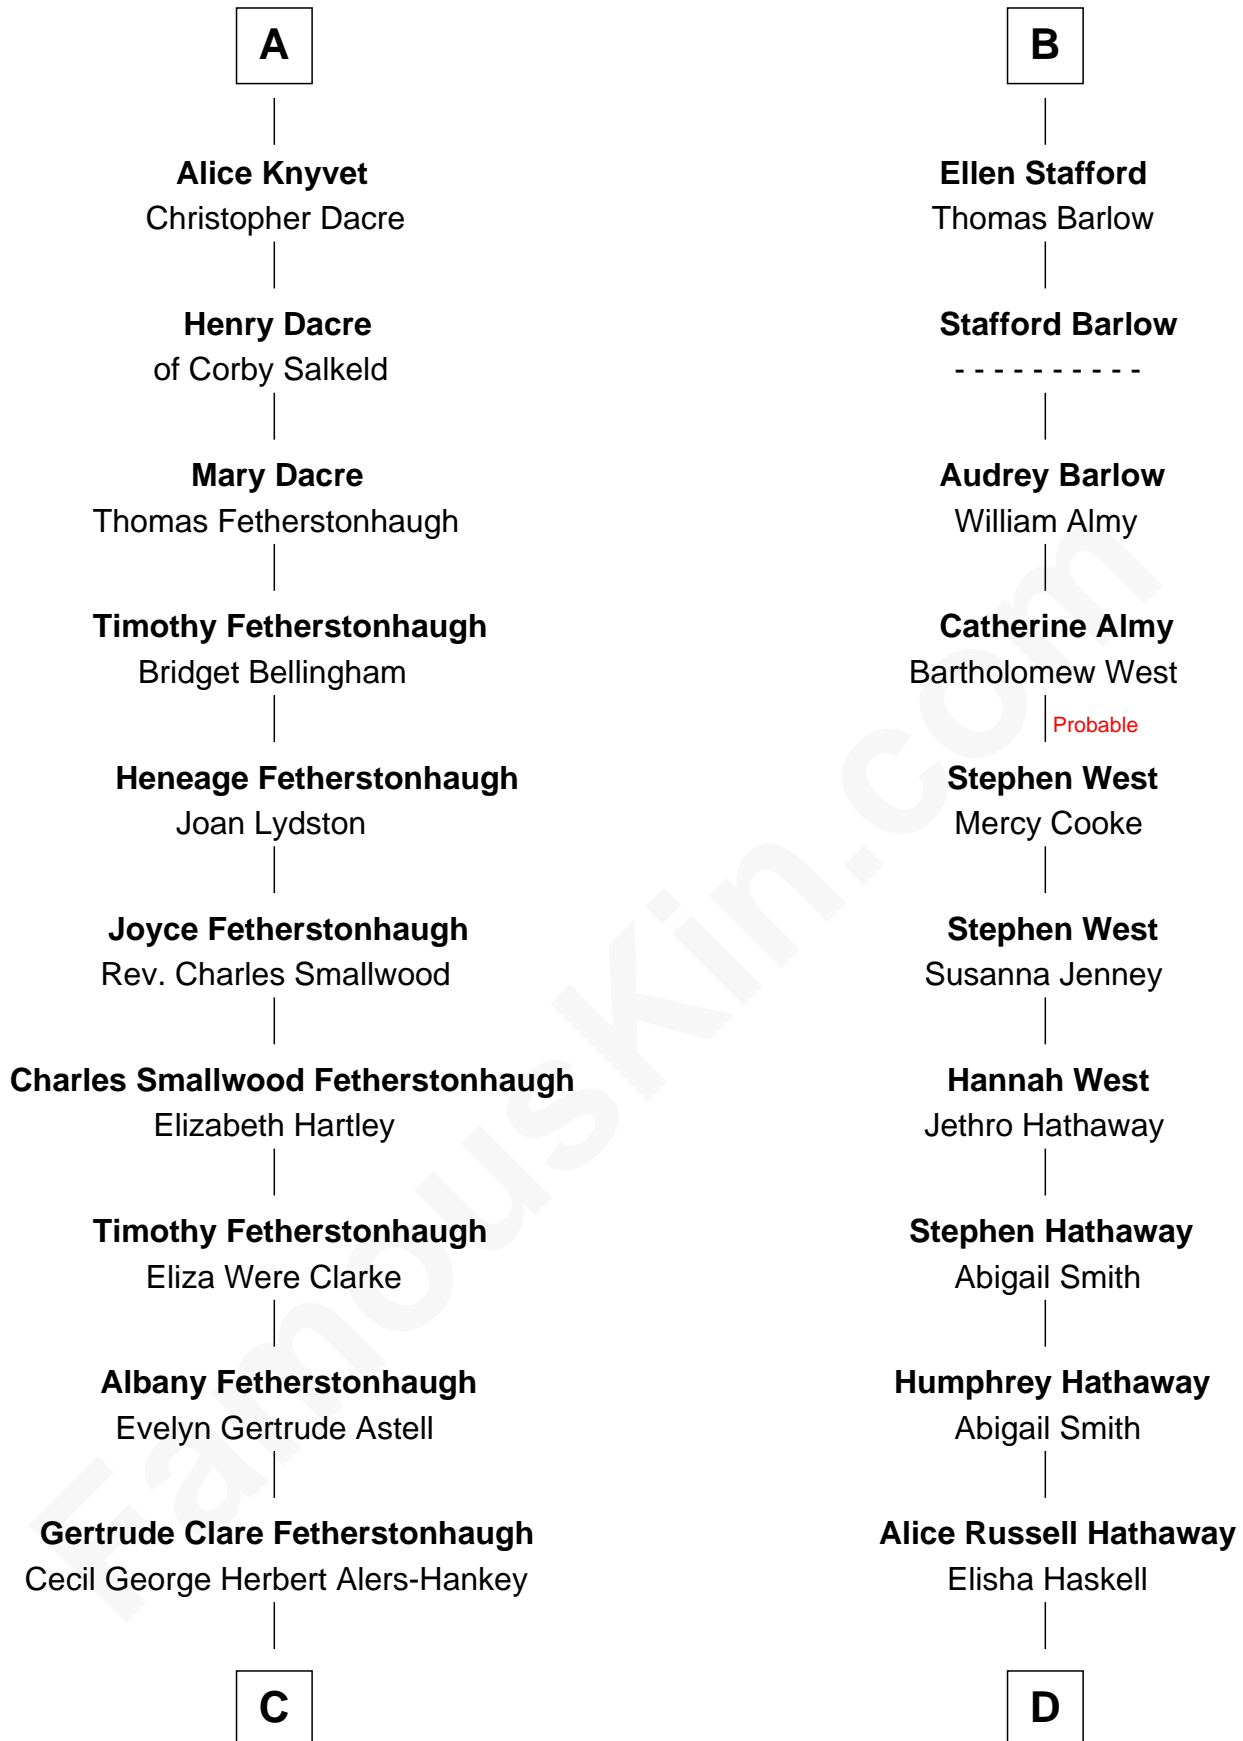 A
Alice Knyvet
Christopher Dacre
Henry Dacre
of Corby Salkeld
Mary Dacre
Thomas Fetherstonhaugh
Timothy Fetherstonhaugh
Bridget Bellingham
Heneage Fetherstonhaugh
Joan Lydston
Joyce Fetherstonhaugh
Rev. Charles Smallwood
Charles Smallwood Fetherstonhaugh
Elizabeth Hartley
Timothy Fetherstonhaugh
Eliza Were Clarke
Albany Fetherstonhaugh
Evelyn Gertrude Astell
Gertrude Clare Fetherstonhaugh
Cecil George Herbert Alers-Hankey
C
B
Ellen Stafford
Thomas Barlow
Stafford Barlow
- - - - - - - - - -
Audrey Barlow
William Almy
Catherine Almy
Bartholomew West
Probable
Stephen West
Mercy Cooke
Stephen West
Susanna Jenney
Hannah West
Jethro Hathaway
Stephen Hathaway
Abigail Smith
Humphrey Hathaway
Abigail Smith
Alice Russell Hathaway
Elisha Haskell
D
FamousKin.com